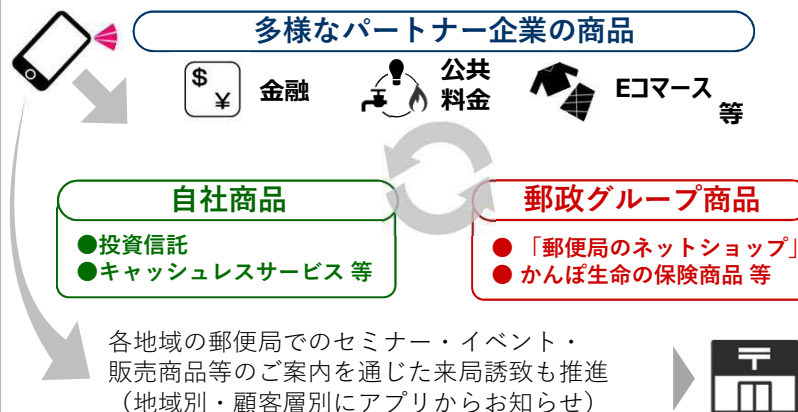 多様なパートナー企業の商品
$
¥
金融
公共
料金
Eコマース
等
自社商品
●投資信託
●キャッシュレスサービス 等
郵政グループ商品
● 「郵便局のネットショップ」
● かんぽ生命の保険商品 等
各地域の郵便局でのセミナー・イベント・
販売商品等のご案内を通じた来局誘致も推進
（地域別・顧客層別にアプリからお知らせ）
〒